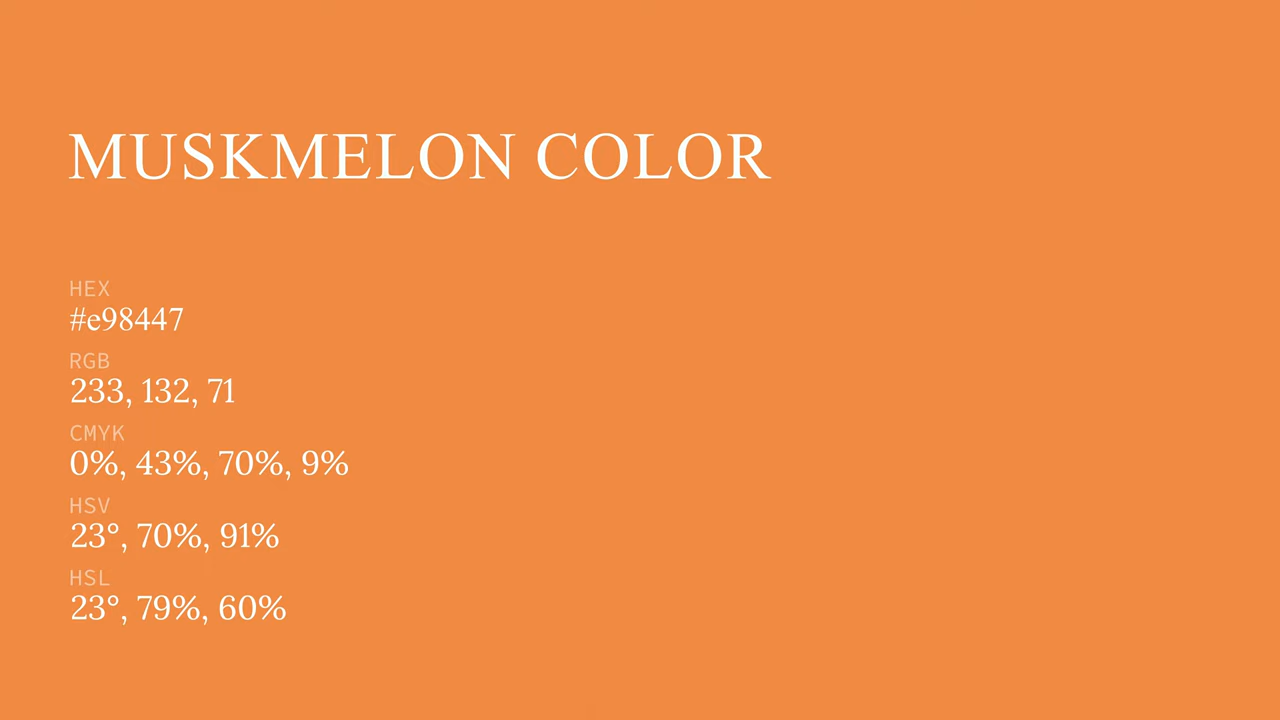 MUSKMELON COLOR
HEX
#e98447
RGB
233, 132, 71
CMYK
0%, 43%, 70%, 9%
HSV
23°, 70%, 91%
HSL
23°, 79%, 60%